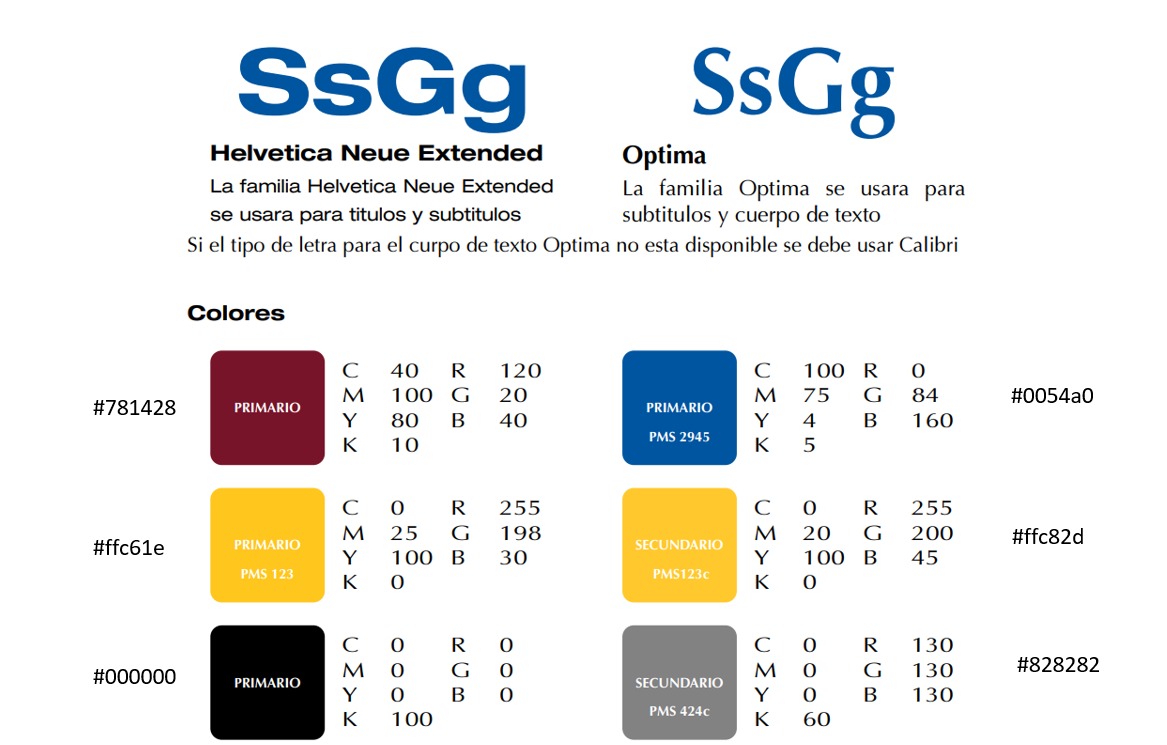 SsGg
Helvetica Neue Extended
La familia Helvetica Neue Extended
se usara para titulos y subtitulos
SsGg
Optima
La familia Optima se usara para
subtitulos y cuerpo de texto
Si el tipo de letra para el curpo de texto Optima no esta disponible se debe usar Calibri
Colores
#781428
PRIMARIO
C 40 R 120
M 100 G 20
Y 80 B 40
K 10
PRIMARIO
PMS 2945
C 100 R 0
M 75 G 84
Y 4 B 160
K 5
#0054a0
#ffc61e
PRIMARIO
PMS 123
C 0 R 255
M 25 G 198
Y 100 B 30
K 0
SECUNDARIO
PMS123c
C 0 R 255
M 20 G 200
Y 100 B 45
K 0
#ffc82d
#000000
PRIMARIO
C 0 R 0
M 0 G 0
Y 0 B 0
K 100
SECUNDARIO
PMS 424c
C 0 R 130
M 0 G 130
Y 0 B 130
K 60
#828282